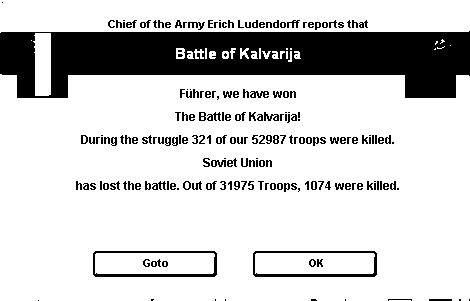 Chief of the Army Erich Ludendorff reports that
Battle of Kalvarija
Führer, we have won
The Battle of Kalvarija!
During the struggle 321 of our 52987 troops were killed.
Soviet Union
has lost the battle. Out of 31975 Troops, 1074 were killed.
Goto
OK